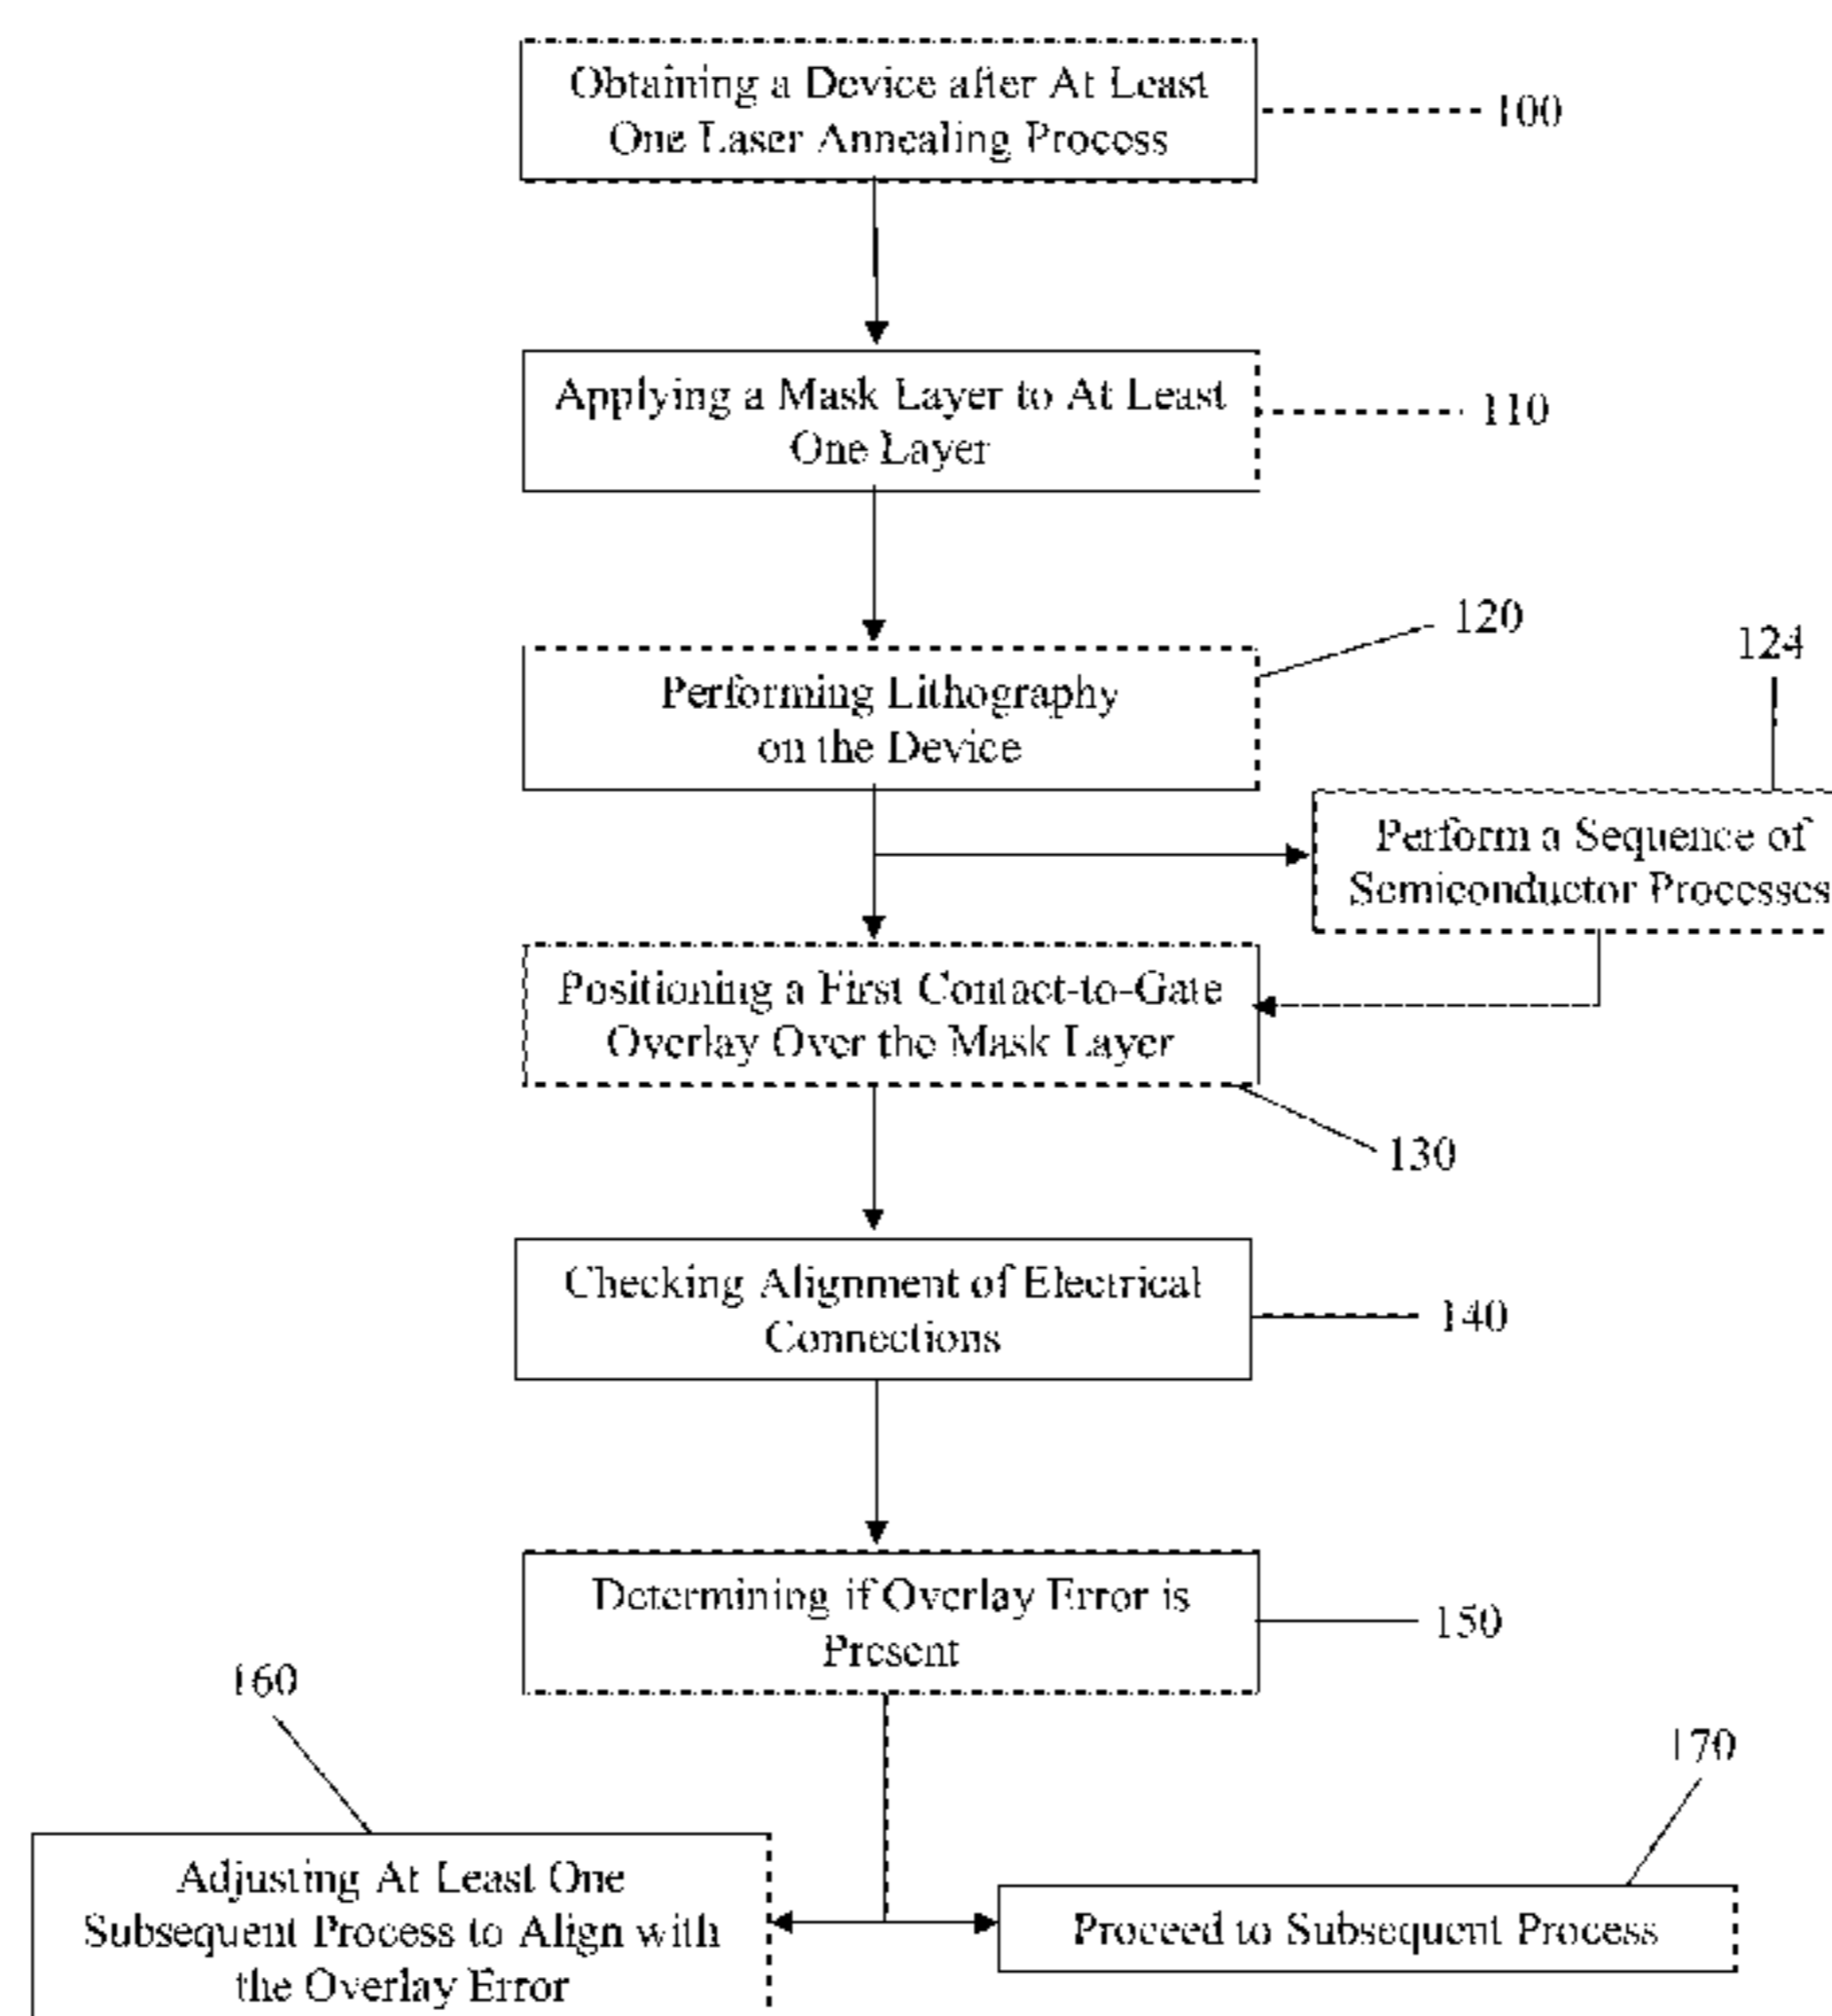 Obtaining a Device after At Least
One Laser Annealing Process
100
Applying a Mask Layer to At Least
One Layer
110
120
Performing Lithography
on the Device
124
Perform a Sequence of
Semiconductor Processes
Positioning a First Contact-to-Gate
Overlay Over the Mask Layer
130
Checking Alignment of Electrical
Connections
140
Determining if Overlay Error is
Present
150
160
170
Adjusting At Least One
Subsequent Process to Align with
the Overlay Error
Proceed to Subsequent Process